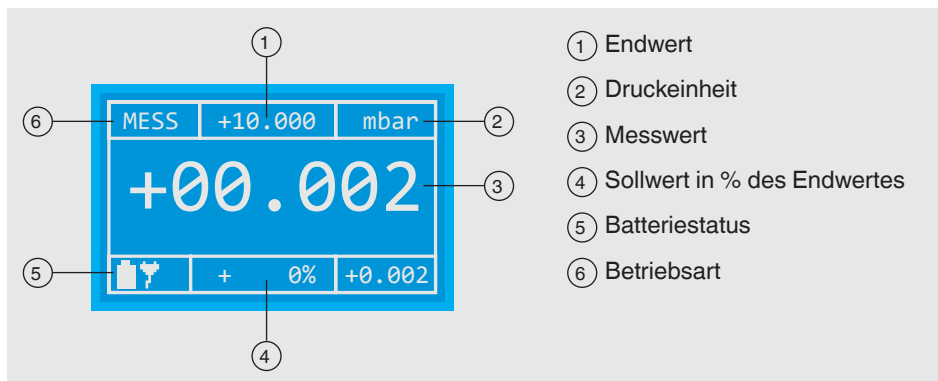 1
6
MESS +10.000 mbar
2
+00.002
3
5
+ 0% +0.002
4
1 Endwert
2 Druckeinheit
3 Messwert
4 Sollwert in % des Endwertes
5 Batteriestatus
6 Betriebsart